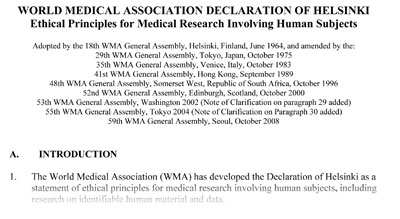 WORLD MEDICAL ASSOCIATION DECLARATION OF HELSINKI
Ethical Principles for Medical Research Involving Human Subjects
Adopted by the 18th WMA General Assembly, Helsinki, Finland, June 1964, and amended by the:
29th WMA General Assembly, Tokyo, Japan, October 1975
35th WMA General Assembly, Venice, Italy, October 1983
41st WMA General Assembly, Hong Kong, September 1989
48th WMA General Assembly, Somerset West, Republic of South Africa, October 1996
52nd WMA General Assembly, Edinburgh, Scotland, October 2000
53th WMA General Assembly, Washington 2002 (Note of Clarification on paragraph 29 added)
55th WMA General Assembly, Tokyo 2004 (Note of Clarification on Paragraph 30 added)
59th WMA General Assembly, Seoul, October 2008
A. INTRODUCTION
1. The World Medical Association (WMA) has developed the Declaration of Helsinki as a
statement of ethical principles for medical research involving human subjects, including
research on identifiable human material and data.